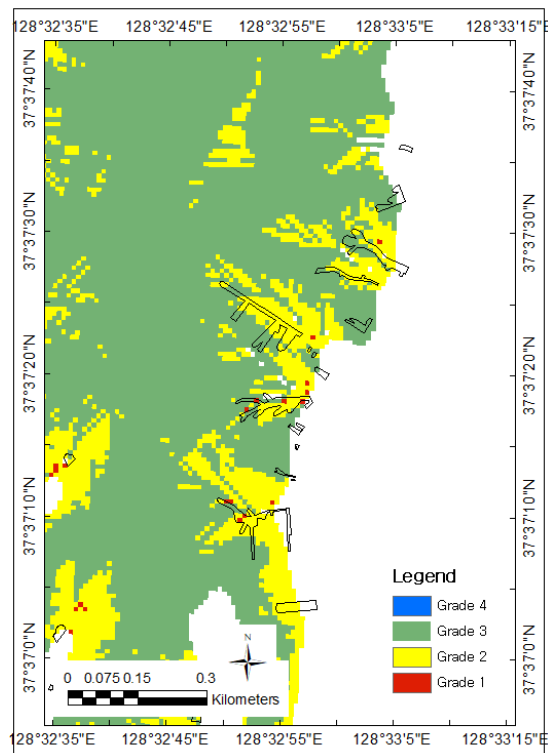 128°32'35"E 128°32'45"E 128°32'55"E 128°33'5"E 128°33'15"E
37°37'40"N 37°37'40"N
37°37'30"N 37°37'30"N
37°37'20"N 37°37'20"N
37°37'10"N 37°37'10"N
37°37'0"N 37°37'0"N
Legend
Grade 4
Grade 3
Grade 2
Grade 1
N
0 0.075 0.15 0.3
Kilometers
128°32'35"E 128°32'45"E 128°32'55"E 128°33'5"E 128°33'15"E